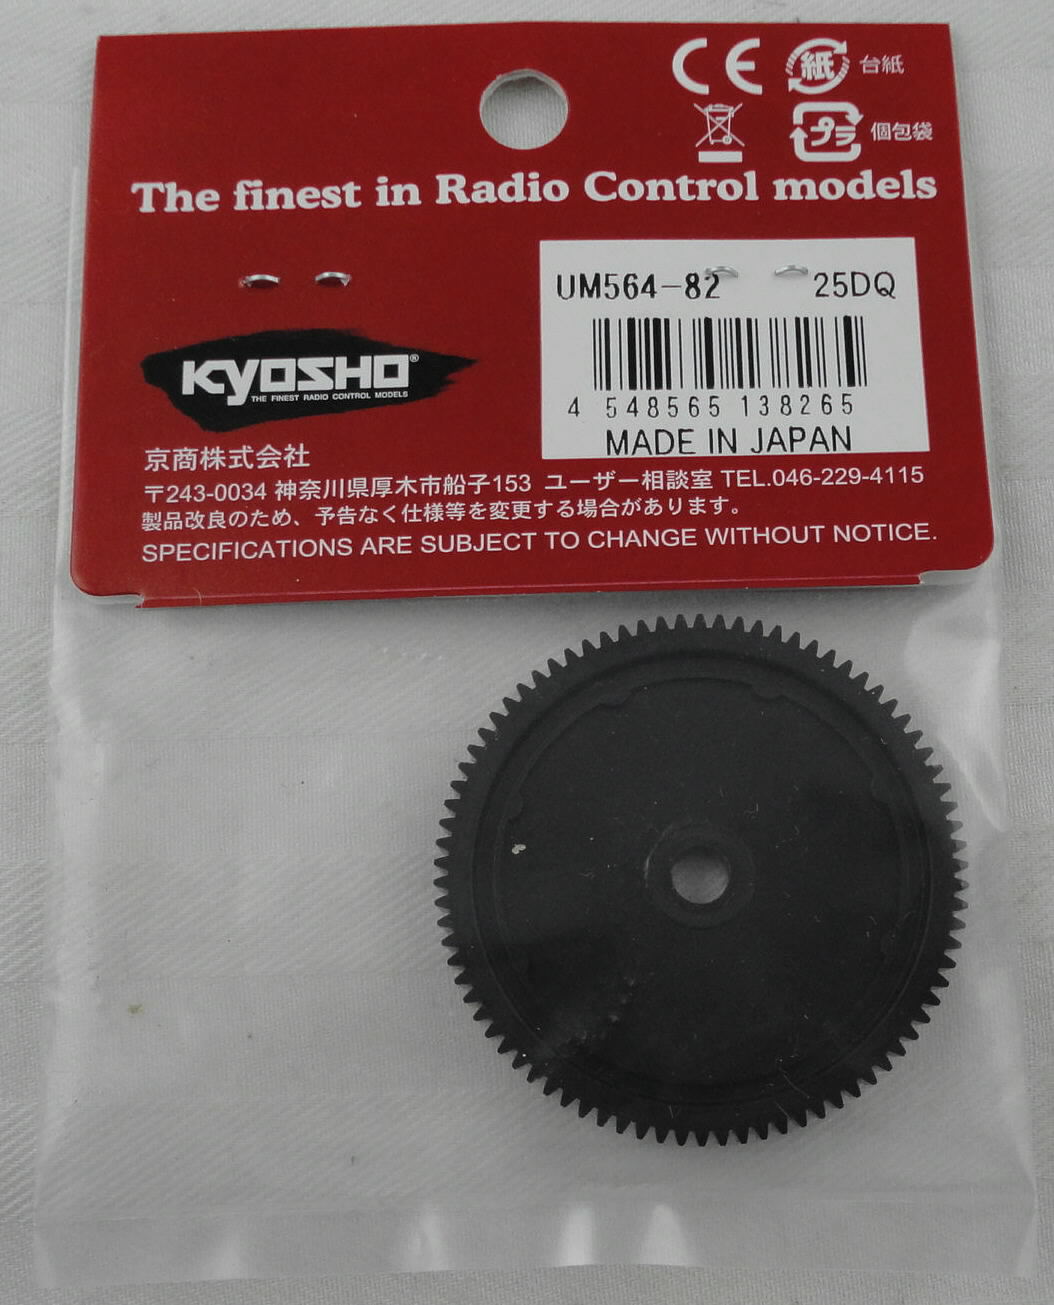 CE 紙 台紙
プラ 個包袋
The finest in Radio Control models
UM564-82 25DQ
4 548565 138265
MADE IN JAPAN
KYOSHO®
THE FINEST RADIO CONTROL MODELS
京商株式会社
〒243-0034 神奈川県厚木市船子153 ユーザー相談室 TEL.046-229-4115
製品改良のため、予告なく仕様等を変更する場合があります。
SPECIFICATIONS ARE SUBJECT TO CHANGE WITHOUT NOTICE.